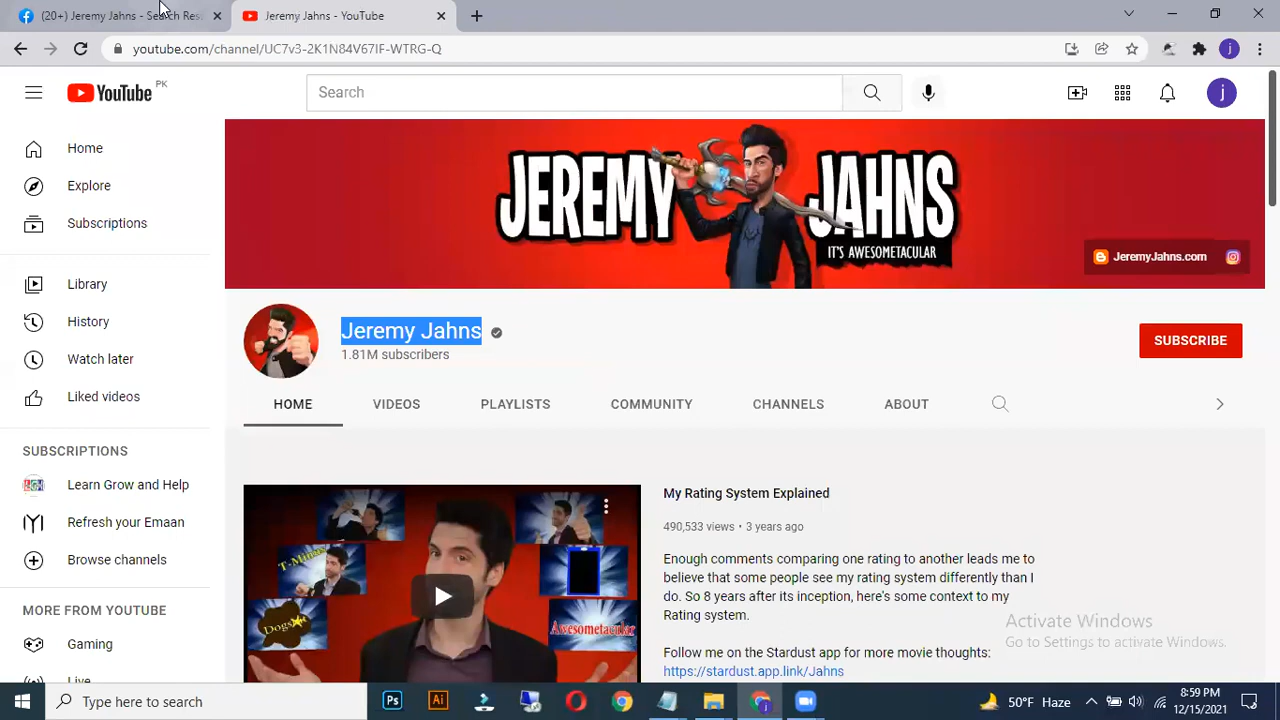 (20+) Jeremy Jahns - Search Res
Jeremy Jahns - YouTube
youtube.com/channel/UC7v3-2K1N84V67IF-WTRG-Q
j
YouTube PK
Search
j
Home
Explore
Subscriptions
Library
History
Watch later
Liked videos
SUBSCRIPTIONS
Learn Grow and Help
Refresh your Emaan
Browse channels
MORE FROM YOUTUBE
Gaming
Live
JEREMY JAHNS
IT'S AWESOMETACULAR
JeremyJahns.com
Jeremy Jahns
1.81M subscribers
SUBSCRIBE
HOME VIDEOS PLAYLISTS COMMUNITY CHANNELS ABOUT
T-Minus
Awesometacular
My Rating System Explained
490,533 views • 3 years ago
Enough comments comparing one rating to another leads me to
believe that some people see my rating system differently than I
do. So 8 years after its inception, here's some context to my
Rating system.
Follow me on the Stardust app for more movie thoughts:
https://stardust.app.link/Jahns
Activate Windows
Go to Settings to activate Windows.
Type here to search
Ps
Ai
50°F Haze
8:59 PM
12/15/2021